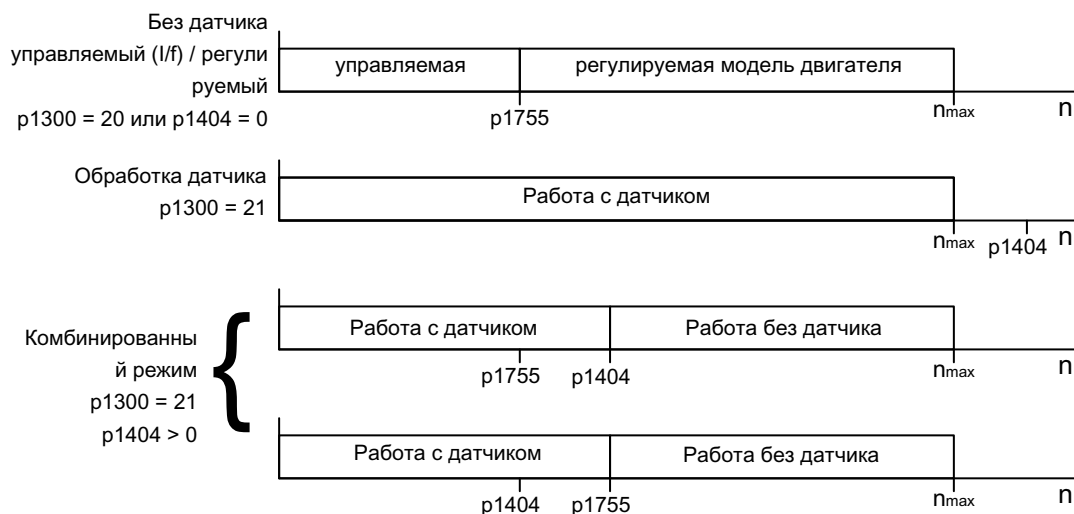 Без датчика
управляемый (I/f) / регули
руемый
p1300 = 20 или p1404 = 0
управляемая
регулируемая модель двигателя
p1755
nmax
n
Обработка датчика
p1300 = 21
Работа с датчиком
nmax
p1404
n
Комбинированны
й режим
p1300 = 21
p1404 > 0
{
Работа с датчиком
Работа без датчика
p1755
p1404
nmax
n
Работа с датчиком
Работа без датчика
p1404
p1755
nmax
n